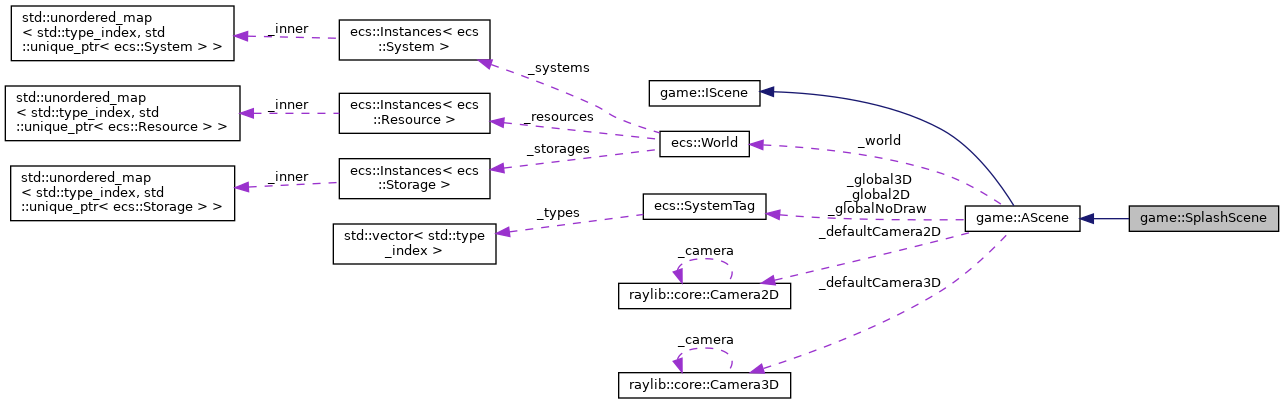 std::unordered_map
< std::type_index, std
::unique_ptr< ecs::System > >
_inner
ecs::Instances< ecs
::System >
_systems
std::unordered_map
< std::type_index, std
::unique_ptr< ecs::Resource > >
_inner
ecs::Instances< ecs
::Resource >
_resources
std::unordered_map
< std::type_index, std
::unique_ptr< ecs::Storage > >
_inner
ecs::Instances< ecs
::Storage >
_storages
game::IScene
ecs::World
_world
ecs::SystemTag
_global3D
_global2D
_globalNoDraw
_types
std::vector< std::type
_index >
_defaultCamera2D
_camera
raylib::core::Camera2D
_defaultCamera3D
_camera
raylib::core::Camera3D
game::AScene
game::SplashScene